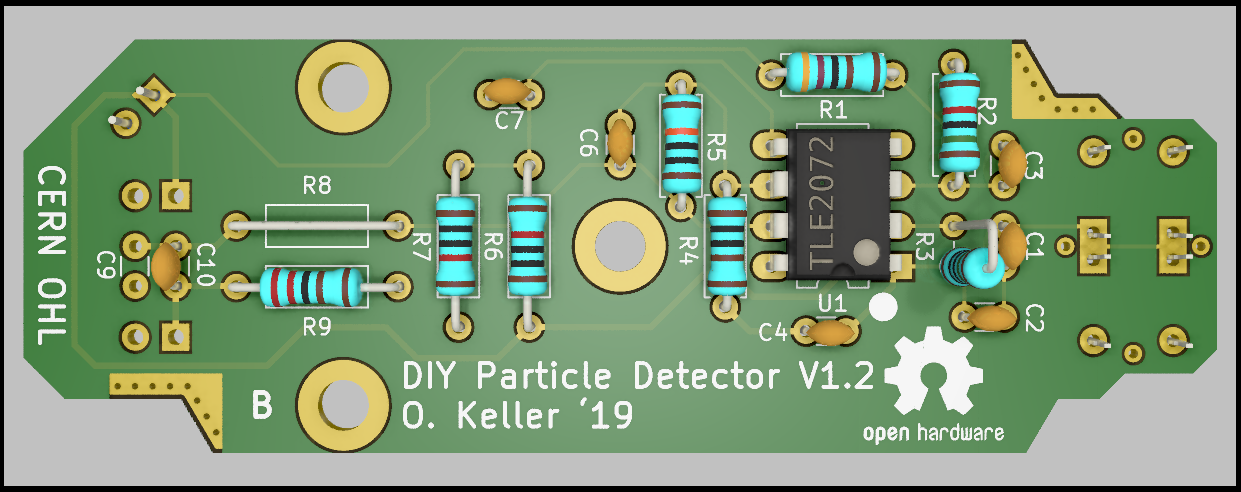 R1
R2
C7
C6
R5
C3
TLE2072
CERN OHL
R8
R7
R6
R4
R3
C1
C9
C10
U1
R9
C4
C2
DIY Particle Detector V1.2
B
O. Keller '19
open hardware